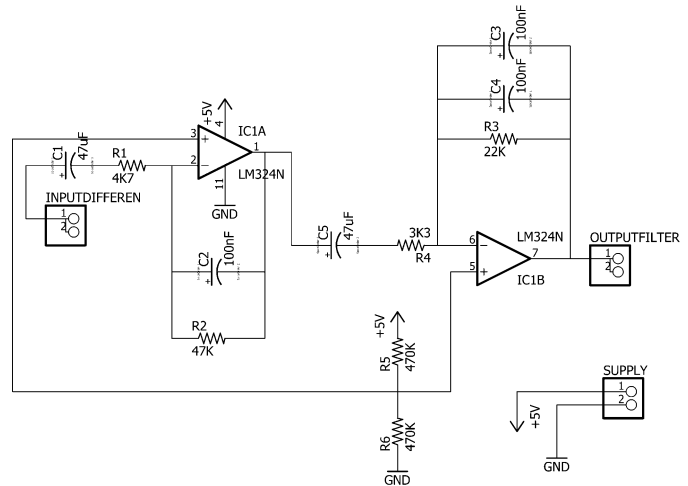 C3
100nF
C4
100nF
R3
22K
+5V
4
IC1A
3
1
2
LM324N
11
GND
C1
47uF
R1
4K7
INPUTDIFFEREN
1
2
C2
100nF
R2
47K
C5
47uF
3K3
R4
6
LM324N
7
5
IC1B
OUTPUTFILTER
1
2
+5V
R5
470K
R6
470K
GND
SUPPLY
1
2
+5V
GND